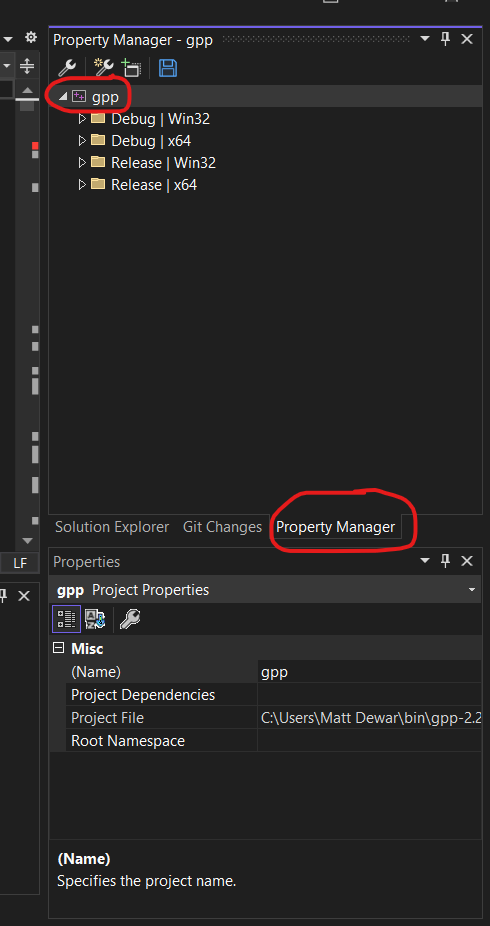 Property Manager - gpp
gpp
Debug | Win32
Debug | x64
Release | Win32
Release | x64
Solution Explorer Git Changes Property Manager
LF
Properties
gpp Project Properties
Misc
(Name) gpp
Project Dependencies
Project File C:\Users\Matt Dewar\bin\gpp-2.2
Root Namespace
(Name)
Specifies the project name.